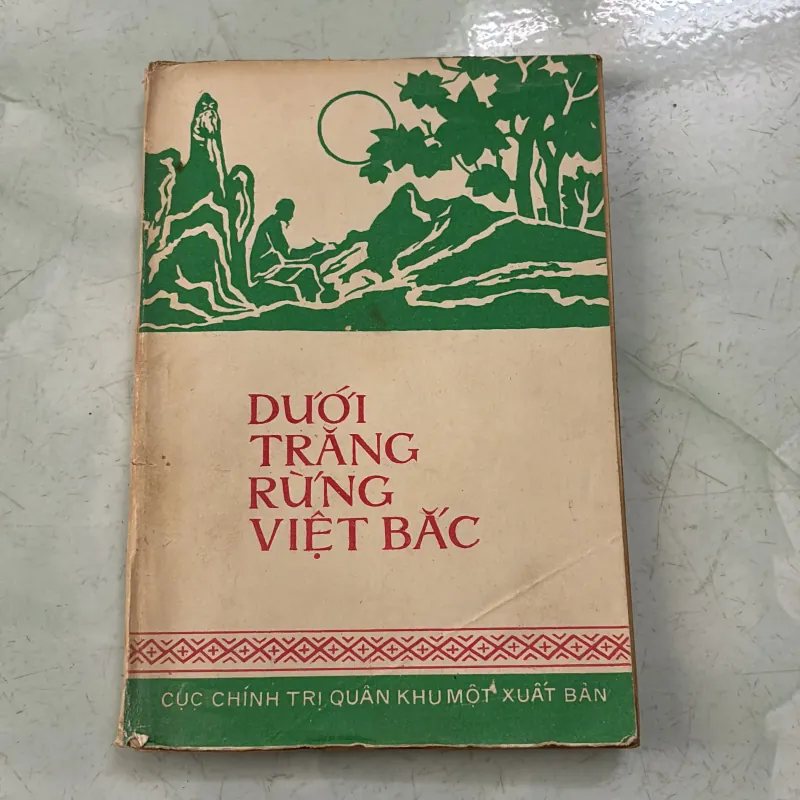 DƯỚI
TRĂNG
RỪNG
VIỆT BẮC
CỤC CHÍNH TRỊ QUÂN KHU MỘT XUẤT BẢN